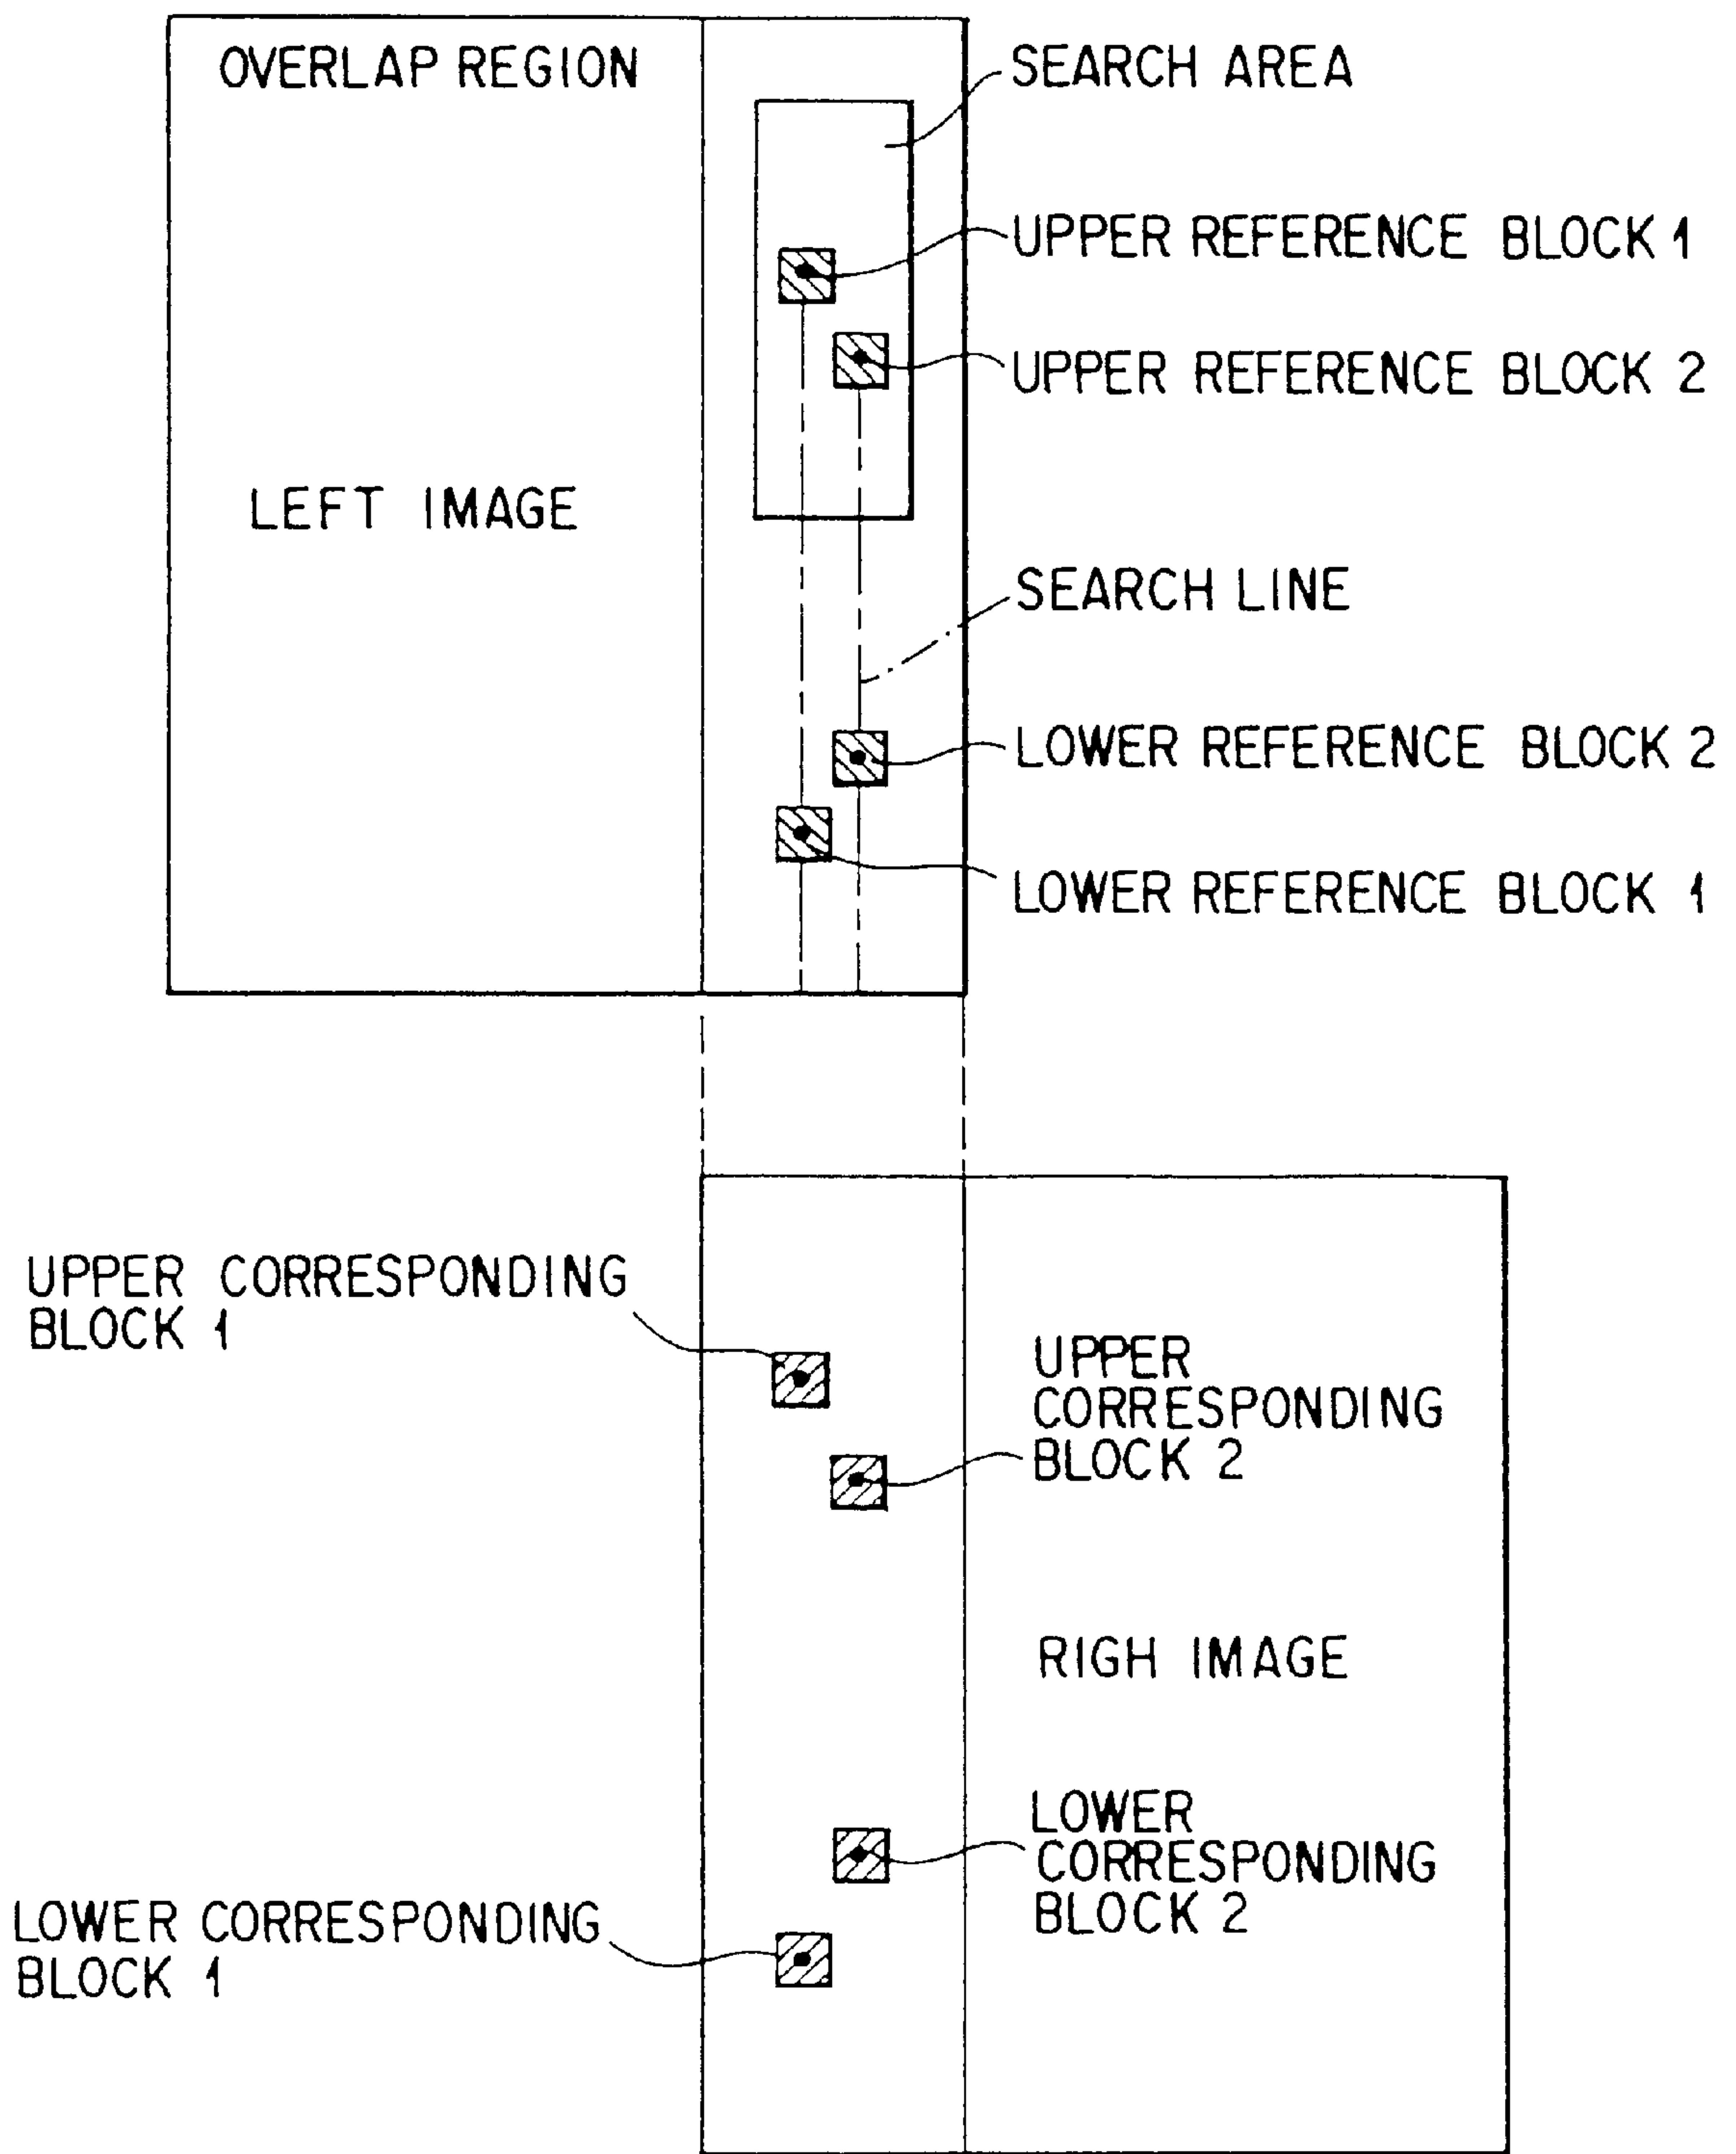 OVERLAP REGION
SEARCH AREA
UPPER REFERENCE BLOCK 1
UPPER REFERENCE BLOCK 2
LEFT IMAGE
SEARCH LINE
LOWER REFERENCE BLOCK 2
LOWER REFERENCE BLOCK 1
UPPER CORRESPONDING
BLOCK 1
UPPER
CORRESPONDING
BLOCK 2
RIGH IMAGE
LOWER
CORRESPONDING
BLOCK 2
LOWER CORRESPONDING
BLOCK 1